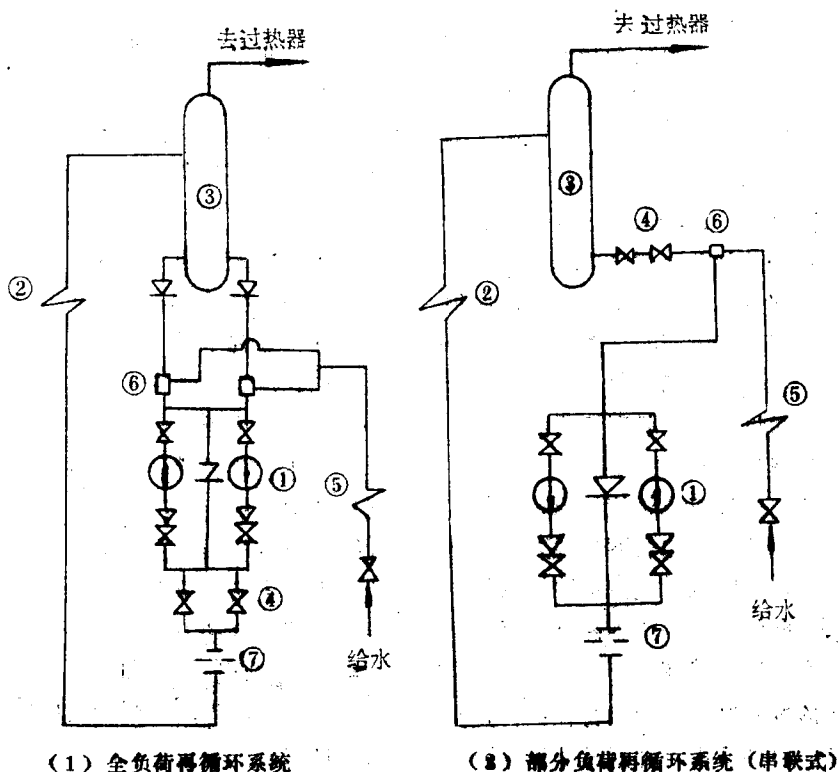 去过热器
去过热器
③
③
④
⑥
②
②
⑥
⑤
①
⑤
①
④
给水
⑦
给水
⑦
(1) 全负荷再循环系统
(2) 部分负荷再循环系统 (串联式)